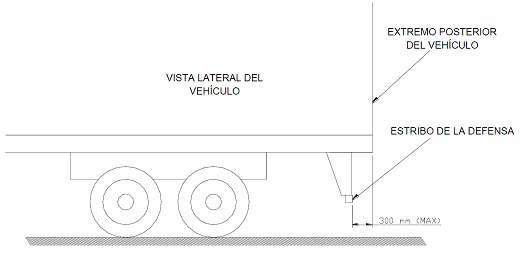 EXTREMO POSTERIOR
DEL VEHÍCULO
VISTA LATERAL DEL
VEHÍCULO
ESTRIBO DE LA DEFENSA
300 mm (MAX)